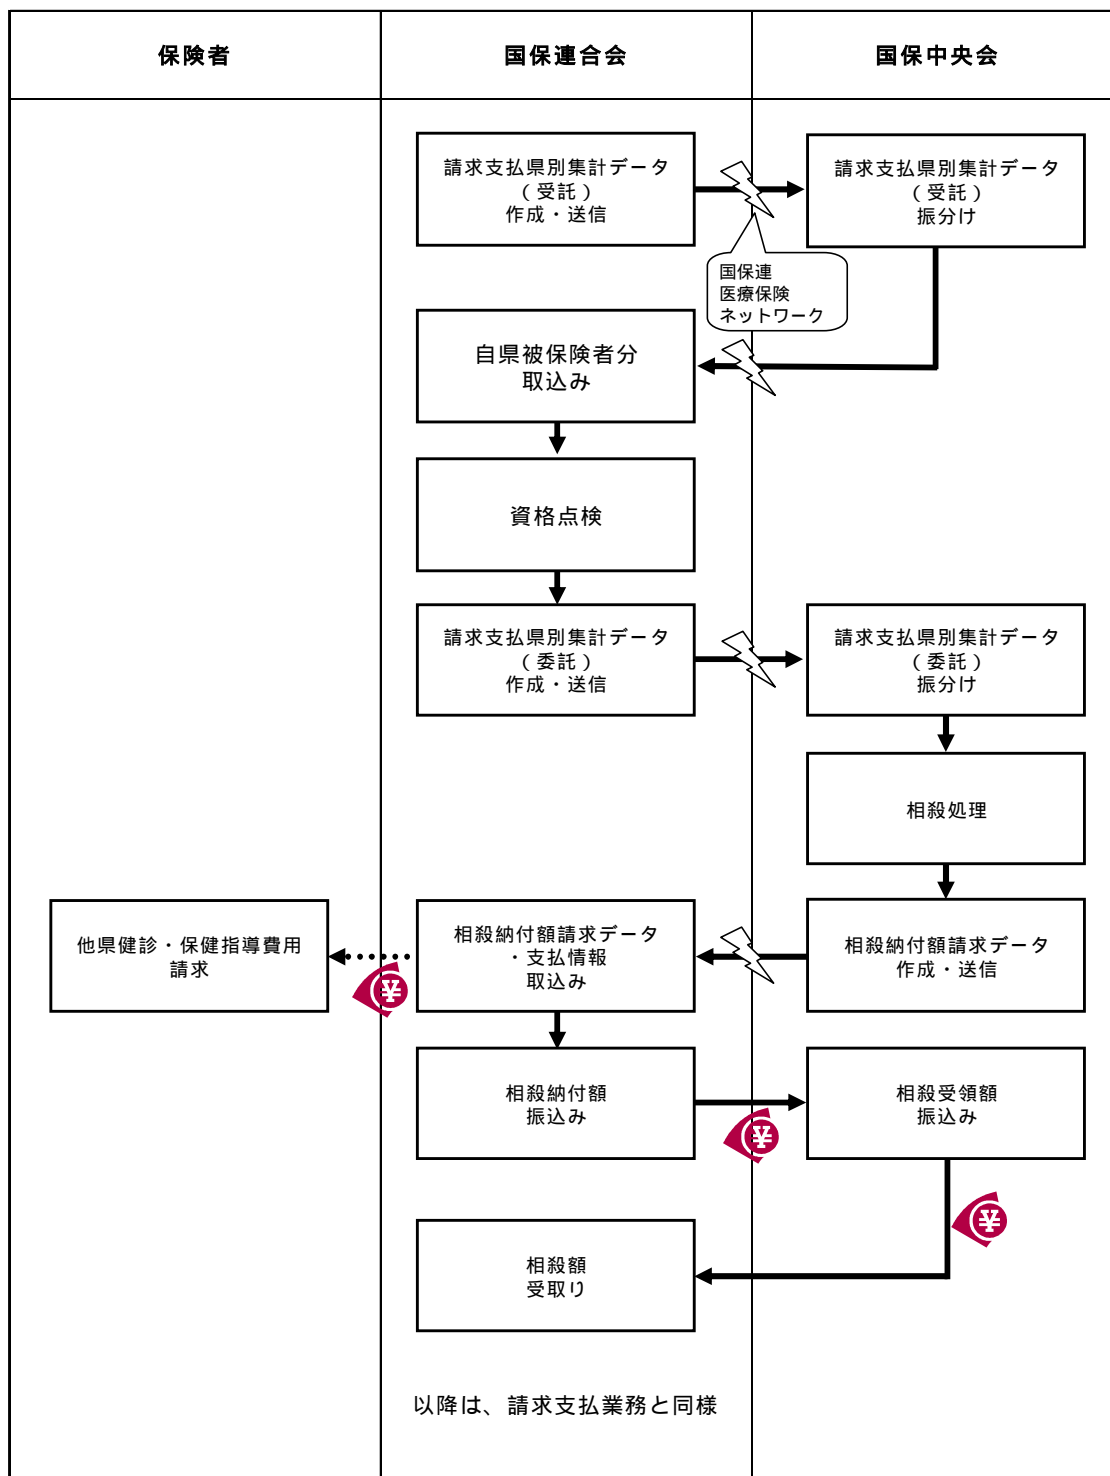 保険者
国保連合会
国保中央会
請求支払県別集計データ
（受託）
作成・送信
請求支払県別集計データ
（受託）
振分け
国保連
医療保険
ネットワーク
自県被保険者分
取込み
資格点検
請求支払県別集計データ
（委託）
作成・送信
請求支払県別集計データ
（委託）
振分け
相殺処理
他県健診・保健指導費用
請求
相殺納付額請求データ
・支払情報
取込み
相殺納付額請求データ
作成・送信
¥
相殺納付額
振込み
相殺受領額
振込み
¥
¥
相殺額
受取り
以降は、請求支払業務と同様